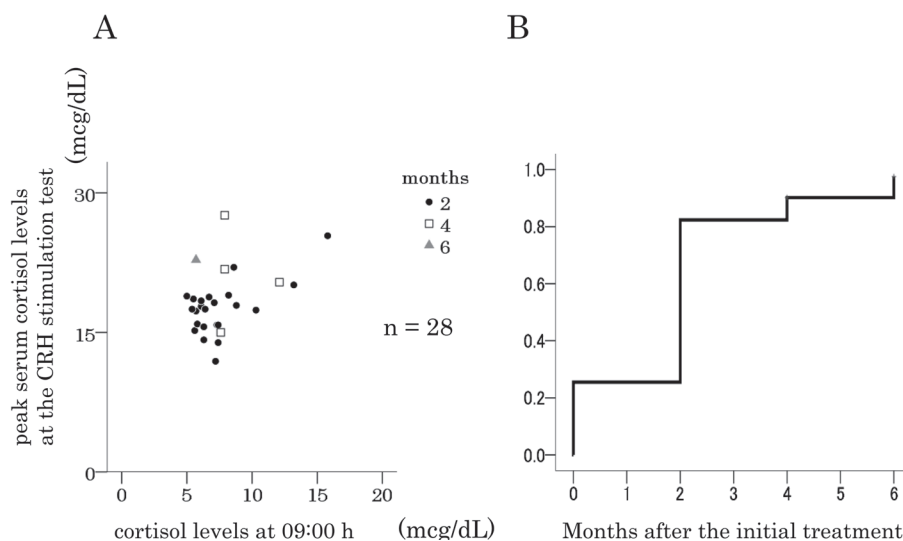 A
B
peak serum cortisol levels
at the CRH stimulation test
(mcg/dL)
30
15
0
0 5 10 15 20
cortisol levels at 09:00 h (mcg/dL)
months
2
4
6
n = 28
1.0
0.8
0.6
0.4
0.2
0.0
0 1 2 3 4 5 6
Months after the initial treatment